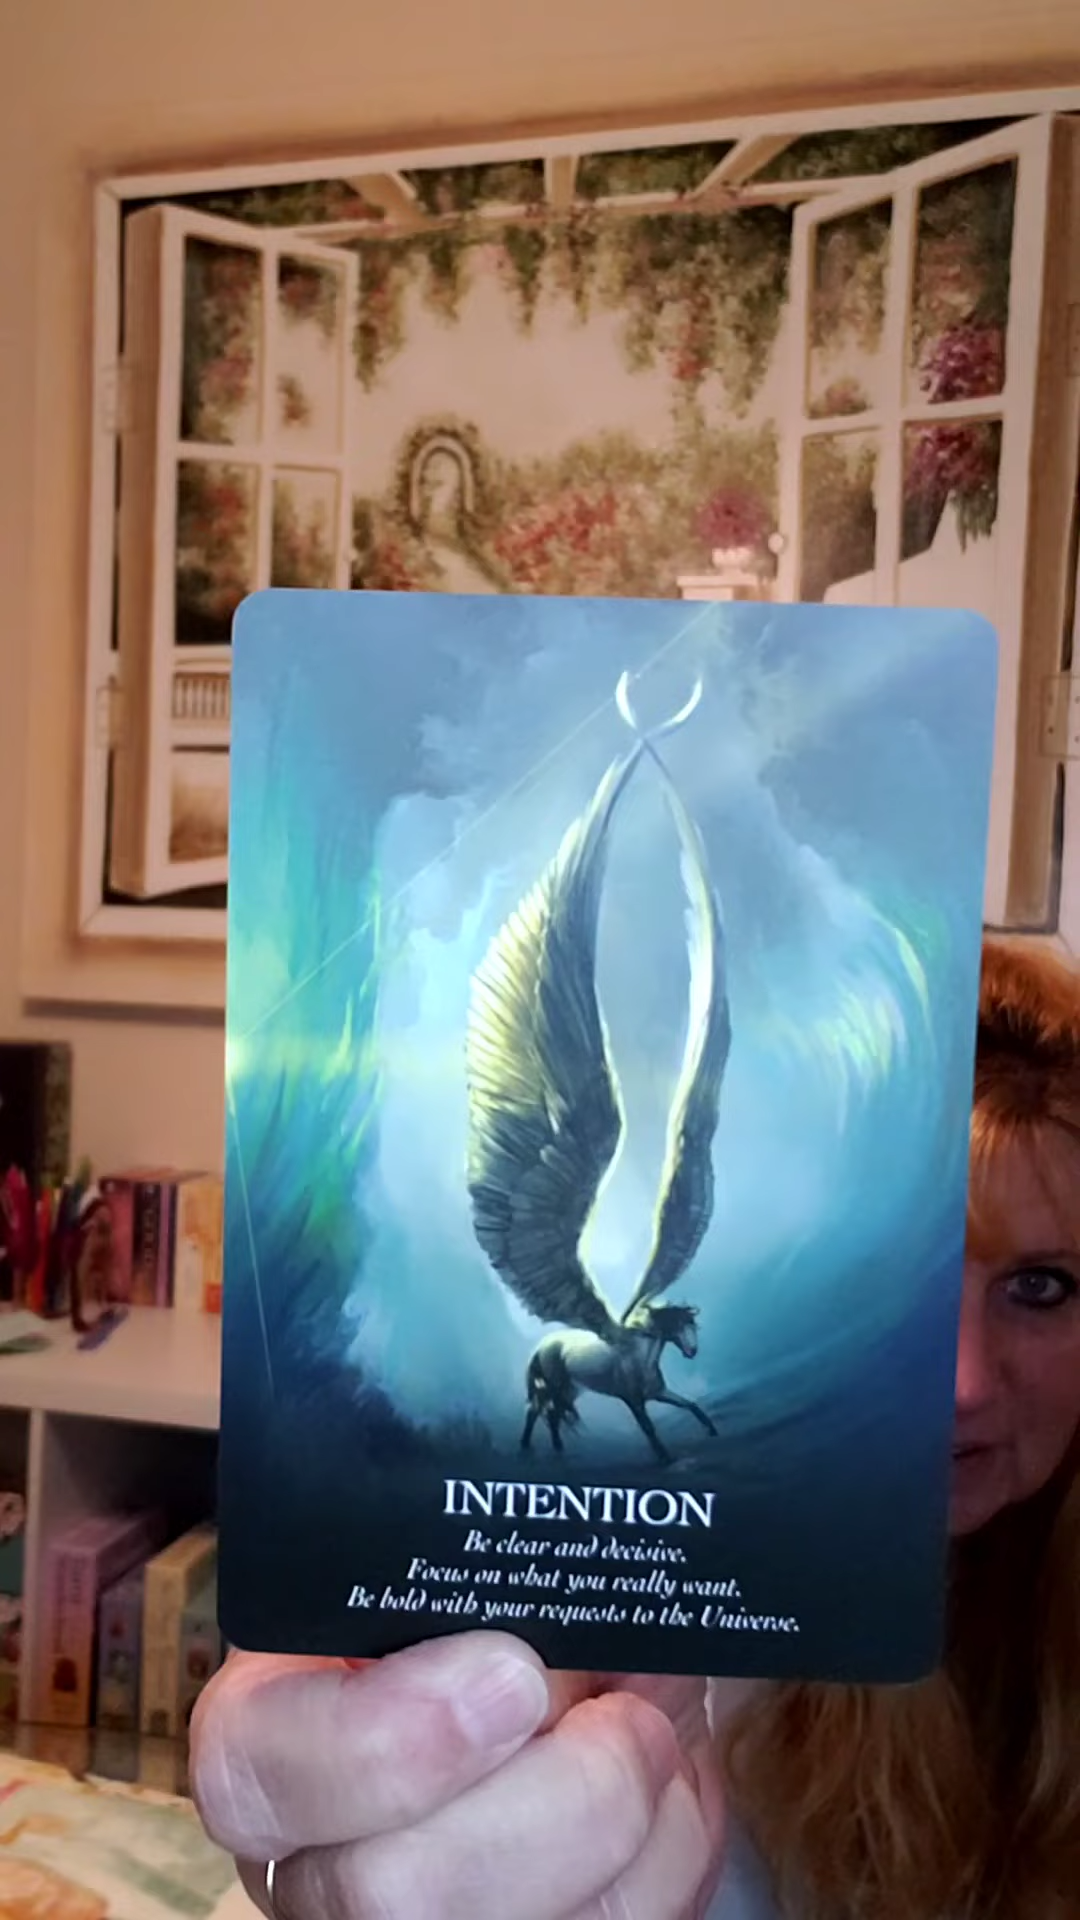 INTENTION
Be clear and decisive.
Focus on what you really want.
Be bold with your requests to the Universe.